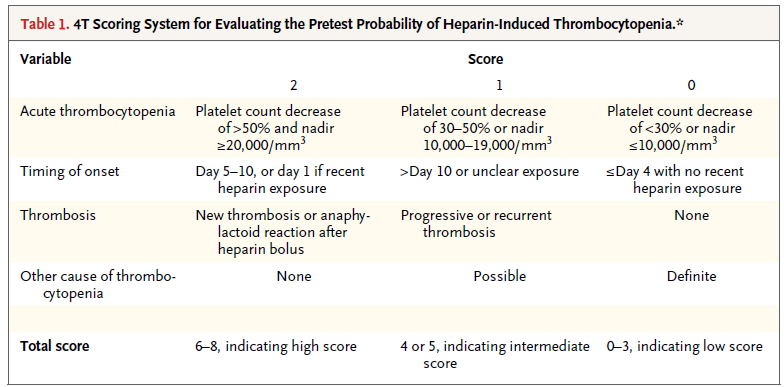 Table 1. 4T Scoring System for Evaluating the Pretest Probability of Heparin-Induced Thrombocytopenia.*
Variable Score
2 1 0
Acute thrombocytopenia Platelet count decrease Platelet count decrease Platelet count decrease
of >50% and nadir of 30–50% or nadir of <30% or nadir
≥20,000/mm³ 10,000–19,000/mm³ ≤10,000/mm³
Timing of onset Day 5–10, or day 1 if recent >Day 10 or unclear exposure ≤Day 4 with no recent
heparin exposure heparin exposure
Thrombosis New thrombosis or anaphy- Progressive or recurrent None
lactoid reaction after thrombosis
heparin bolus
Other cause of thrombo- None Possible Definite
cytopenia
Total score 6–8, indicating high score 4 or 5, indicating intermediate 0–3, indicating low score
score